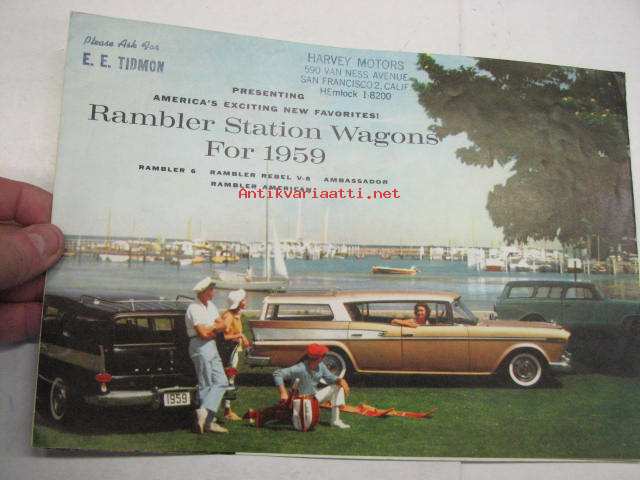 Please Ask For
E. E. TIDMON
HARVEY MOTORS
590 VAN NESS AVENUE
SAN FRANCISCO 2, CALIF
HEmlock 1-8200
PRESENTING
AMERICA'S EXCITING NEW FAVORITES!
Rambler Station Wagons
For 1959
RAMBLER 6 RAMBLER REBEL V-8 AMBASSADOR
RAMBLER AMERICAN
Antikvariaatti.net
1959